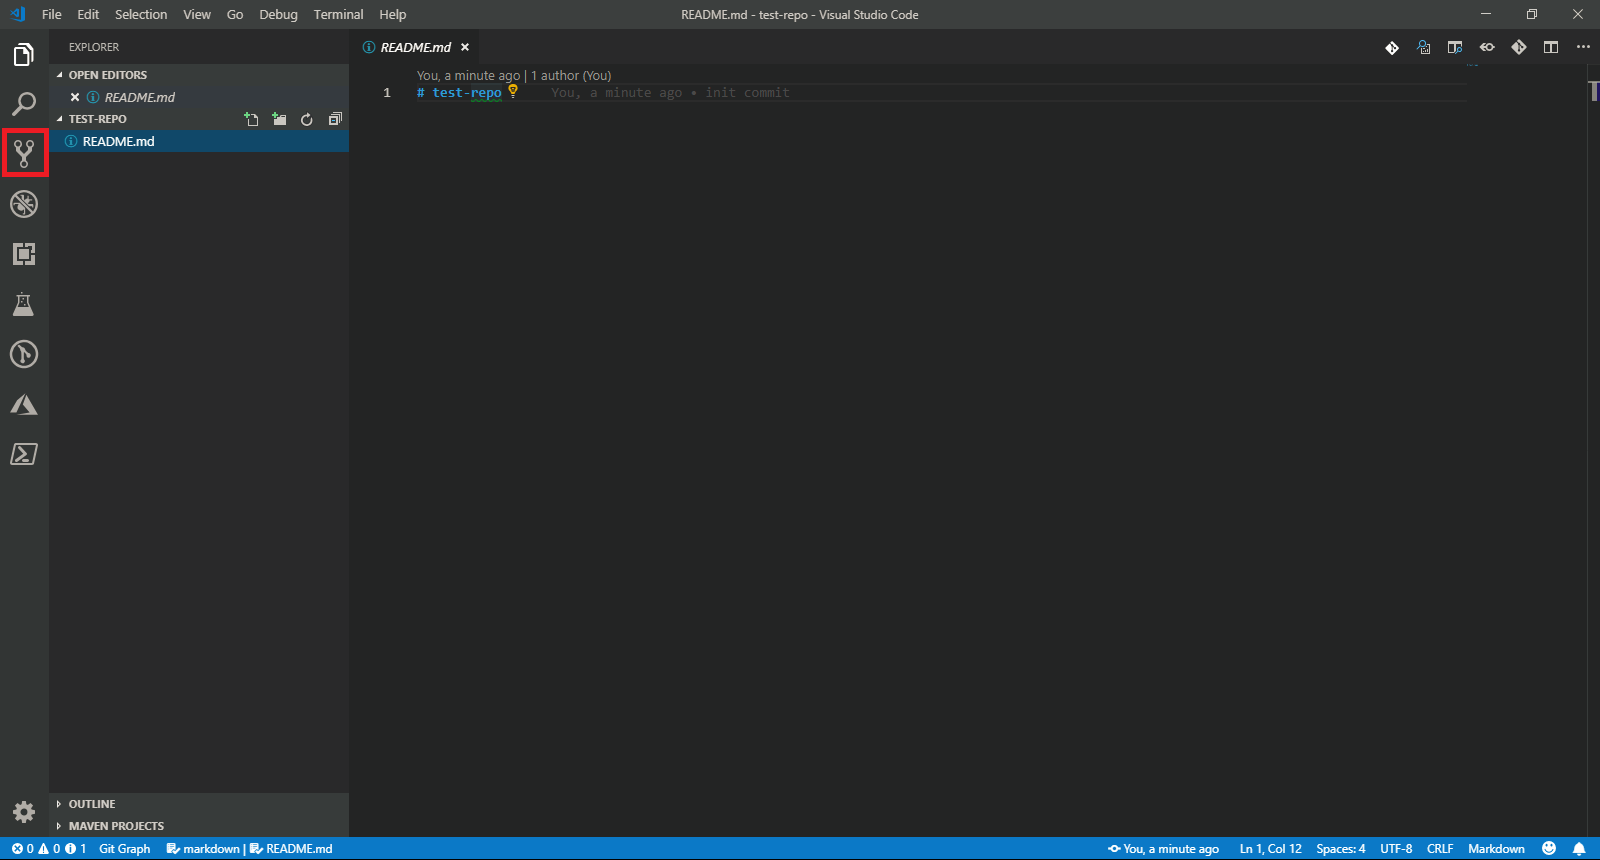 File Edit Selection View Go Debug Terminal Help README.md - test-repo - Visual Studio Code
EXPLORER
OPEN EDITORS
README.md
TEST-REPO
README.md
OUTLINE
MAVEN PROJECTS
README.md
You, a minute ago | 1 author (You)
1 # test-repo You, a minute ago • init commit
0 0 1 Git Graph markdown | README.md You, a minute ago Ln 1, Col 12 Spaces: 4 UTF-8 CRLF Markdown